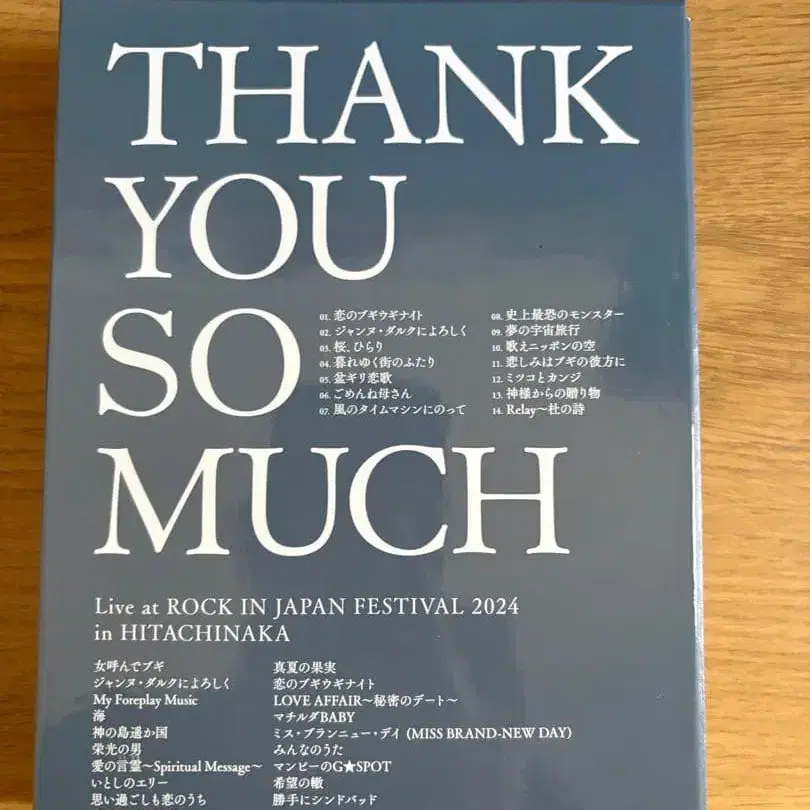 THANK
YOU
SO
01. 恋のブギウギナイト
02. ジャンヌ・ダルクによろしく
03. 桜、ひらり
04. 暮れゆく街のふたり
05. 盆ギリ恋歌
06. ごめんね母さん
07. 風のタイムマシンにのって
08. 史上最恐のモンスター
09. 夢の宇宙旅行
10. 歌えニッポンの空
11. 悲しみはブギの彼方に
12. ミツコとカンジ
13. 神様からの贈り物
14. Relay〜杜の詩
MUCH
Live at ROCK IN JAPAN FESTIVAL 2024
in HITACHINAKA
女呼んでブギ
ジャンヌ・ダルクによろしく
My Foreplay Music
海
神の島遥か国
栄光の男
愛の言霊〜Spiritual Message〜
いとしのエリー
思い過ごしも恋のうち
真夏の果実
恋のブギウギナイト
LOVE AFFAIR〜秘密のデート〜
マチルダBABY
ミス・ブランニュー・デイ (MISS BRAND-NEW DAY)
みんなのうた
マンピーのG★SPOT
希望の轍
勝手にシンドバッド